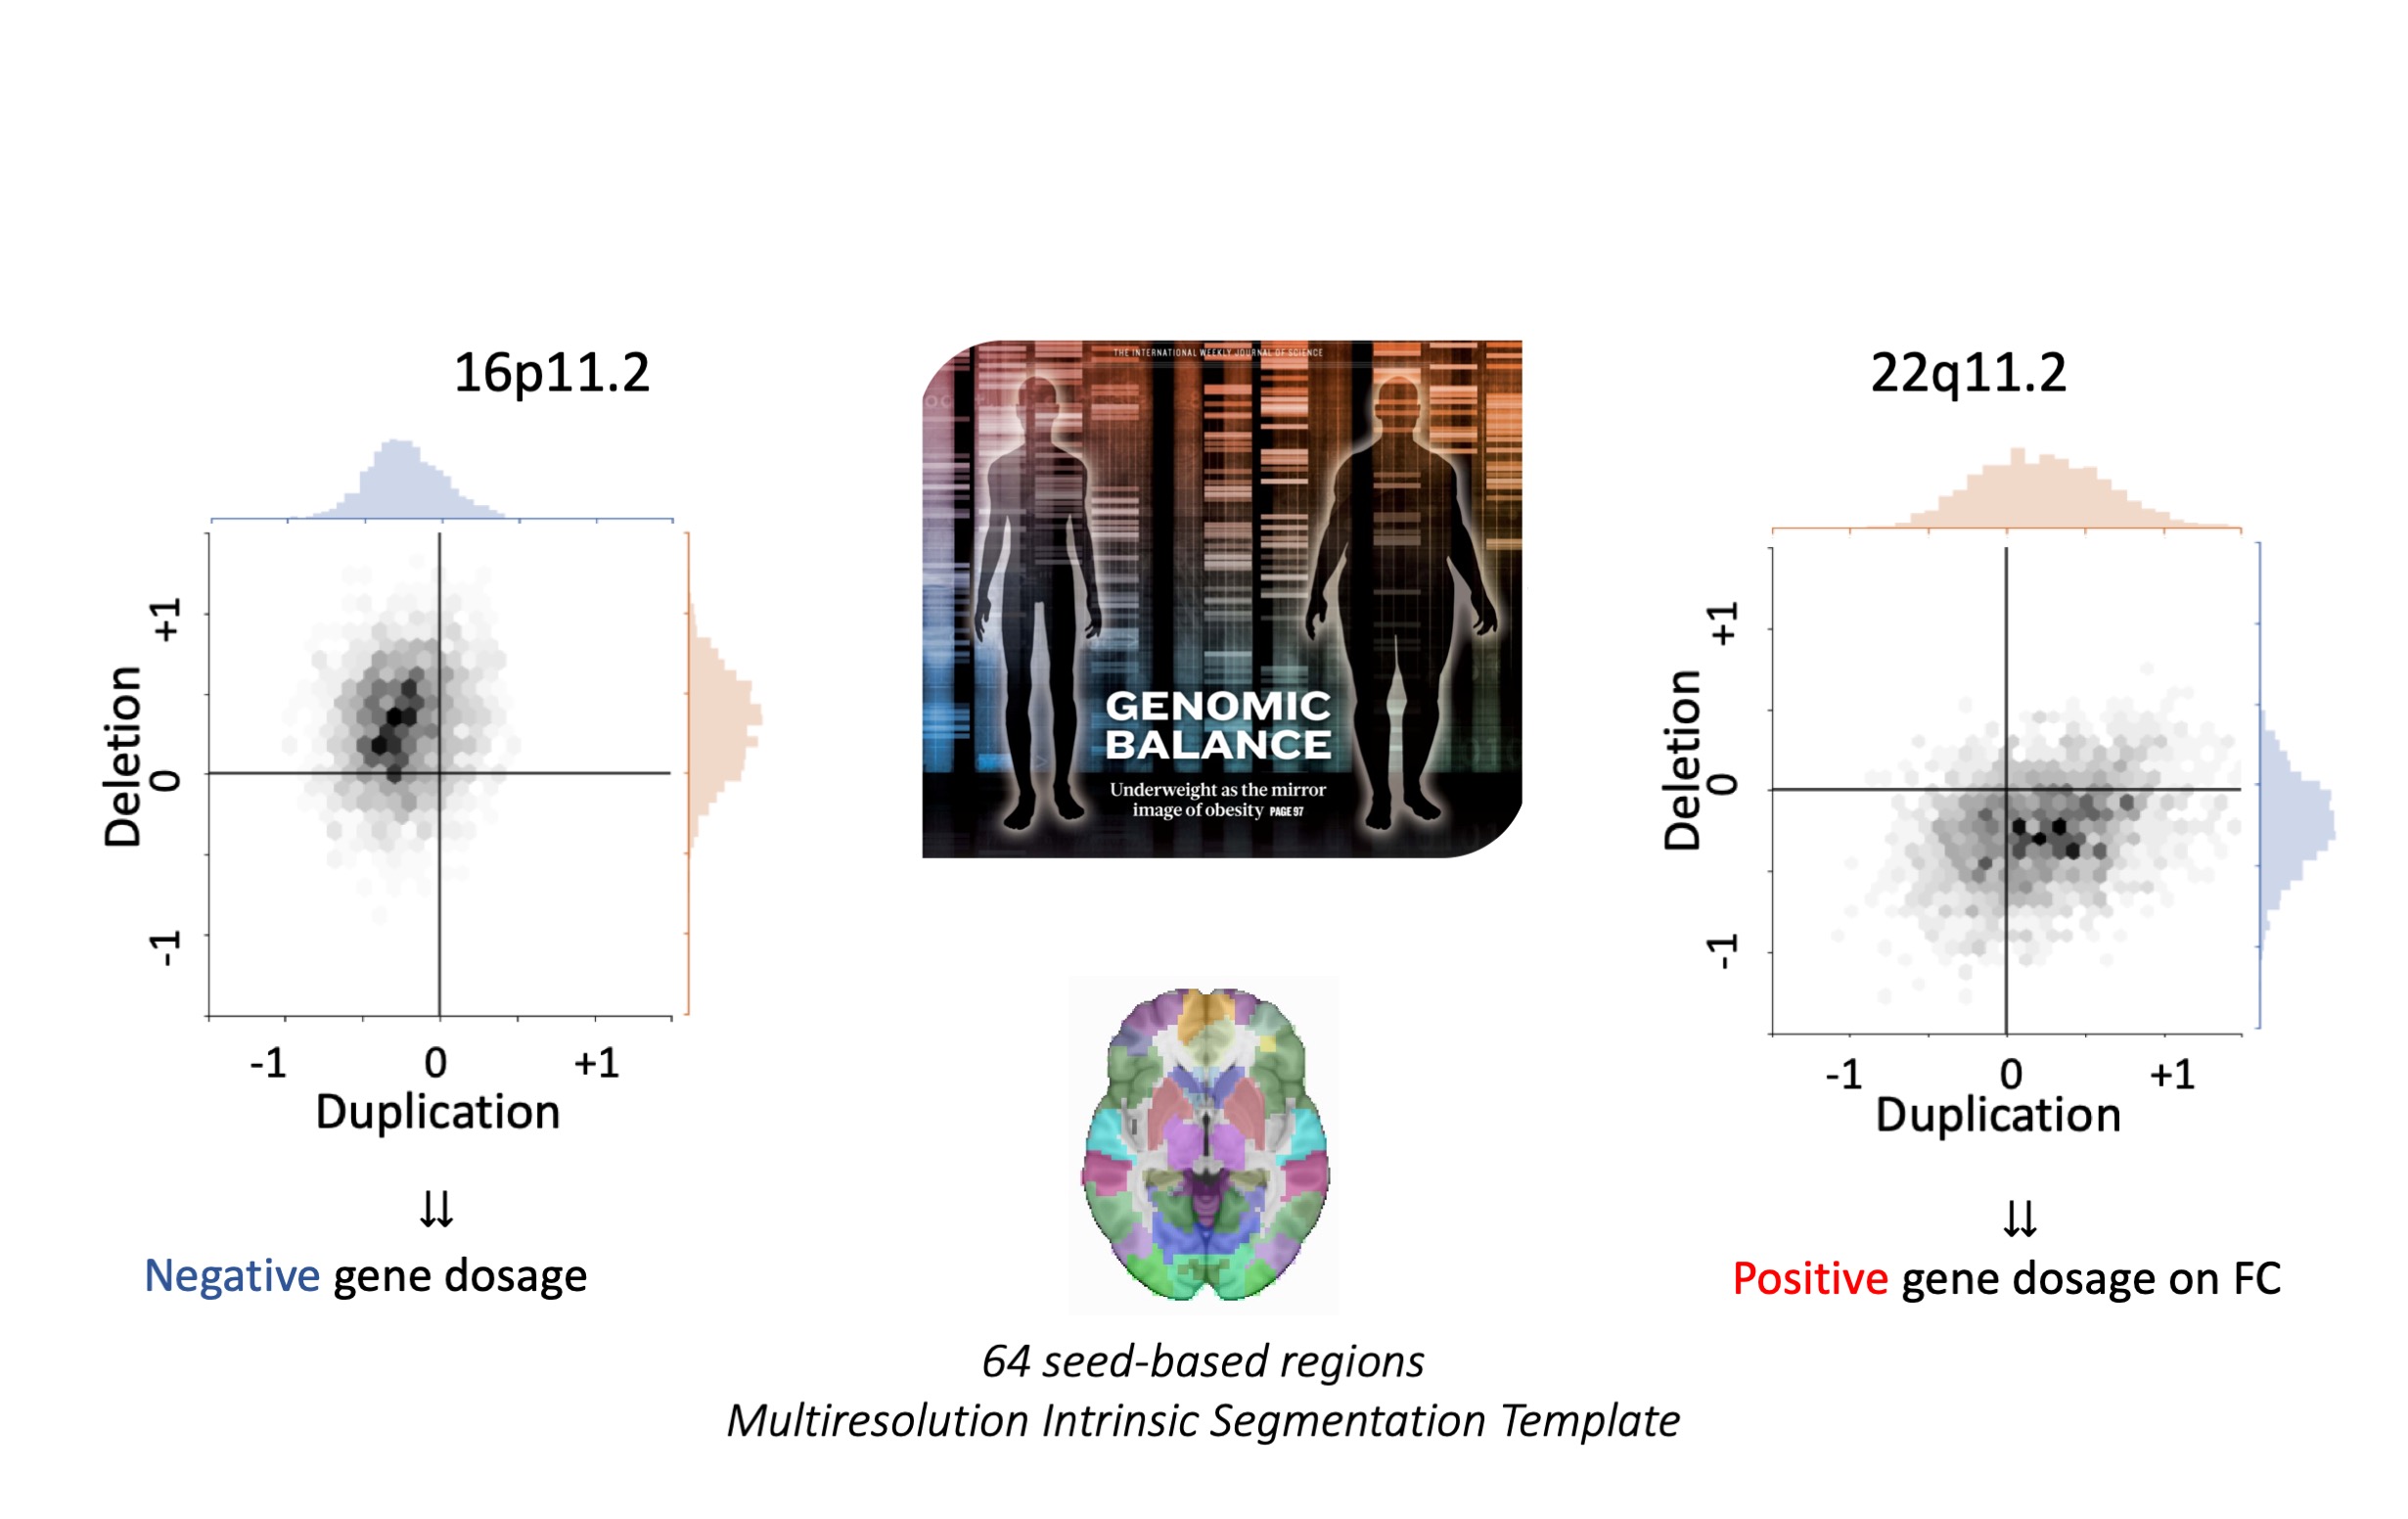 16p11.2
Deletion
+1
0
-1
-1
0
+1
Duplication
⇊
Negative gene dosage
THE INTERNATIONAL WEEKLY JOURNAL OF SCIENCE
GENOMIC
BALANCE
Underweight as the mirror
image of obesity PAGE 97
64 seed-based regions
Multiresolution Intrinsic Segmentation Template
22q11.2
Deletion
+1
0
-1
-1
0
+1
Duplication
⇊
Positive gene dosage on FC